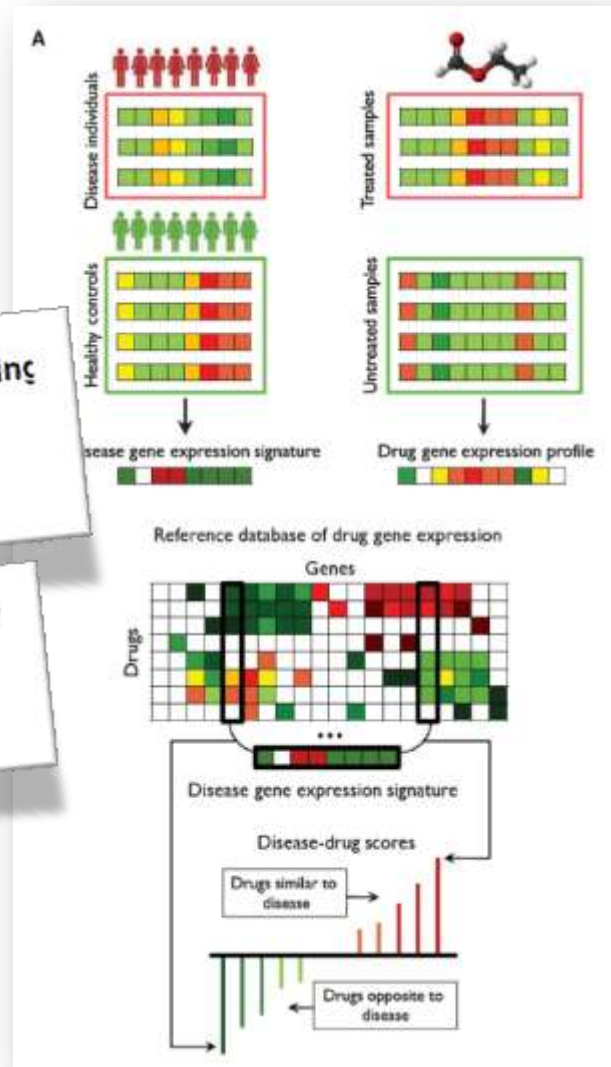 A
Disease individuals
Treated samples
Healthy controls
Untreated samples
sease gene expression signature
Drug gene expression profile
Reference database of drug gene expression
Genes
Drugs
...
Disease gene expression signature
Disease-drug scores
Drugs similar to
disease
Drugs opposite to
disease